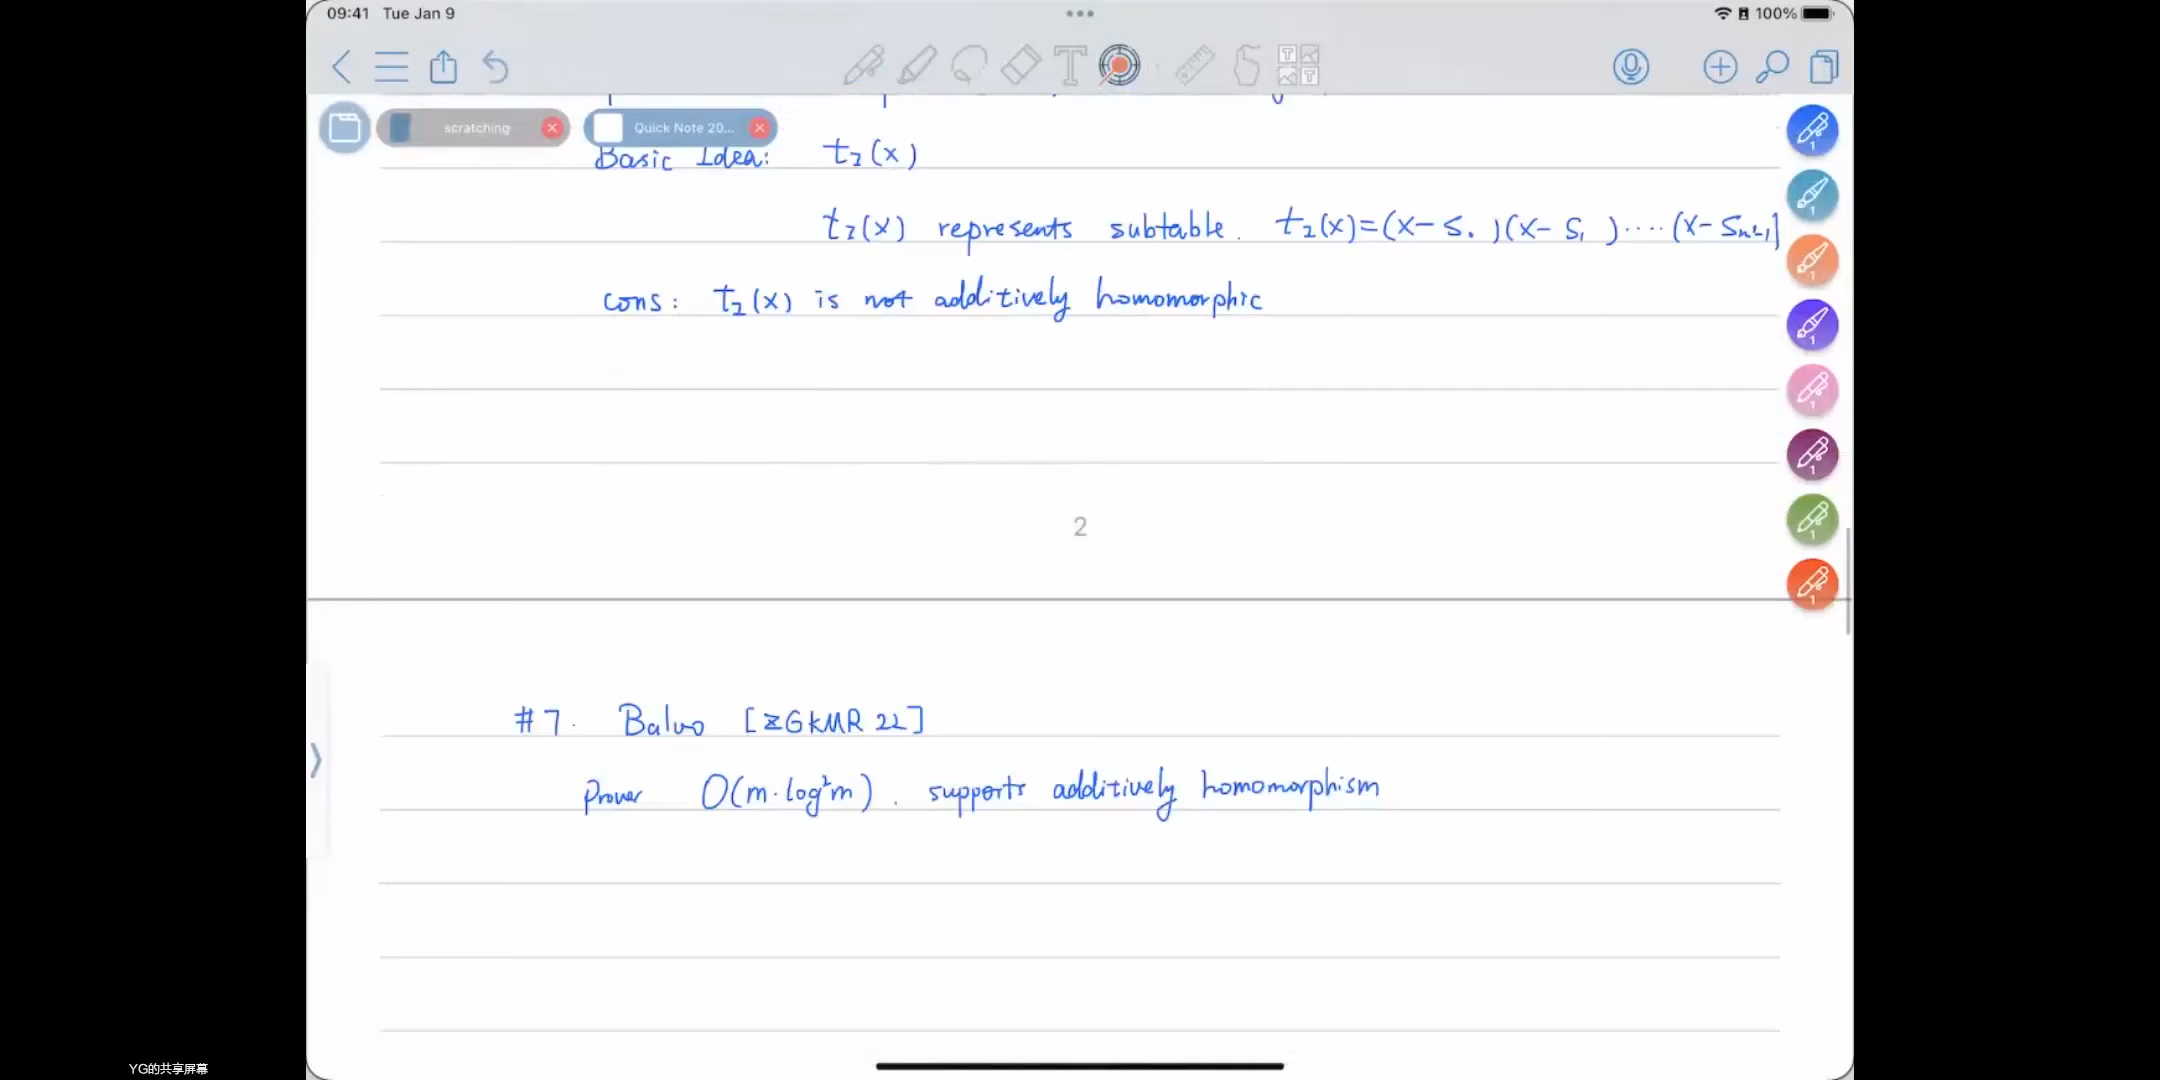 09:41 Tue Jan 9
100%
scratching
Quick Note 20...
Basic Idea: t₂(x)
t₂(x) represents subtable. t₂(x)=(x-S₀)(x-S₁)....(x-Sₘ₋₁)
Cons: t₂(x) is not additively homomorphic
2
#7. Baloo [ZGKMR 22]
Prover O(m·log²m). supports additively homomorphism
YG的共享屏幕